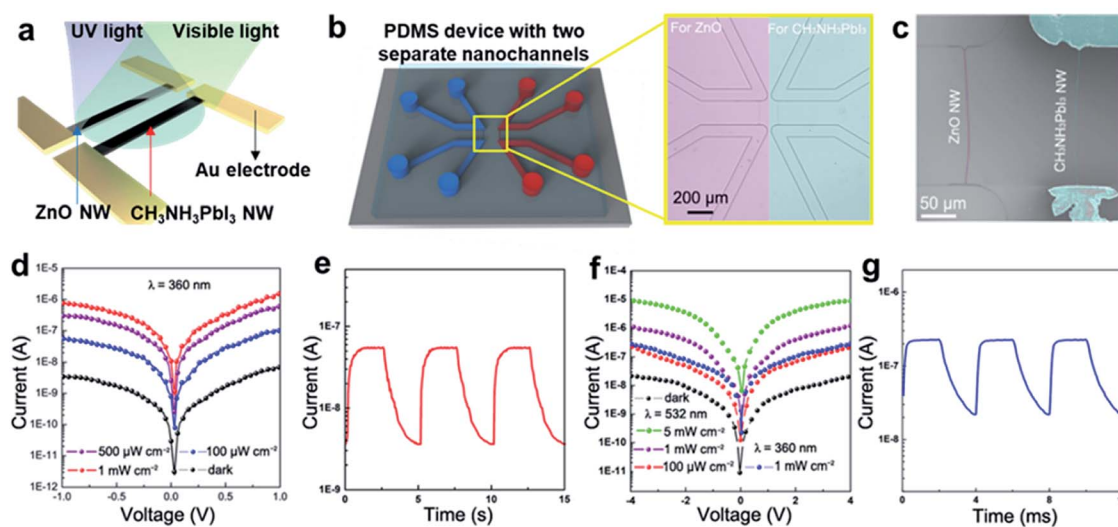 a
UV light
Visible light
Au electrode
ZnO NW
CH₃NH₃PbI₃ NW
b
PDMS device with two
separate nanochannels
For ZnO
For CH₃NH₃PbI₃
200 µm
c
ZnO NW
CH₃NH₃PbI₃ NW
50 µm
d
1E-5
1E-6
1E-7
1E-8
1E-9
1E-10
1E-11
1E-12
Current (A)
λ = 360 nm
500 µW cm⁻²
100 µW cm⁻²
1 mW cm⁻²
dark
-1.0
-0.5
0.0
0.5
1.0
Voltage (V)
e
1E-7
1E-8
1E-9
Current (A)
0
5
10
15
Time (s)
f
1E-4
1E-5
1E-6
1E-7
1E-8
1E-9
1E-10
1E-11
Current (A)
dark
λ = 532 nm
5 mW cm⁻²
1 mW cm⁻²
λ = 360 nm
100 µW cm⁻²
1 mW cm⁻²
-4
-2
0
2
4
Voltage (V)
g
1E-6
1E-7
1E-8
Current (A)
0
4
8
Time (ms)